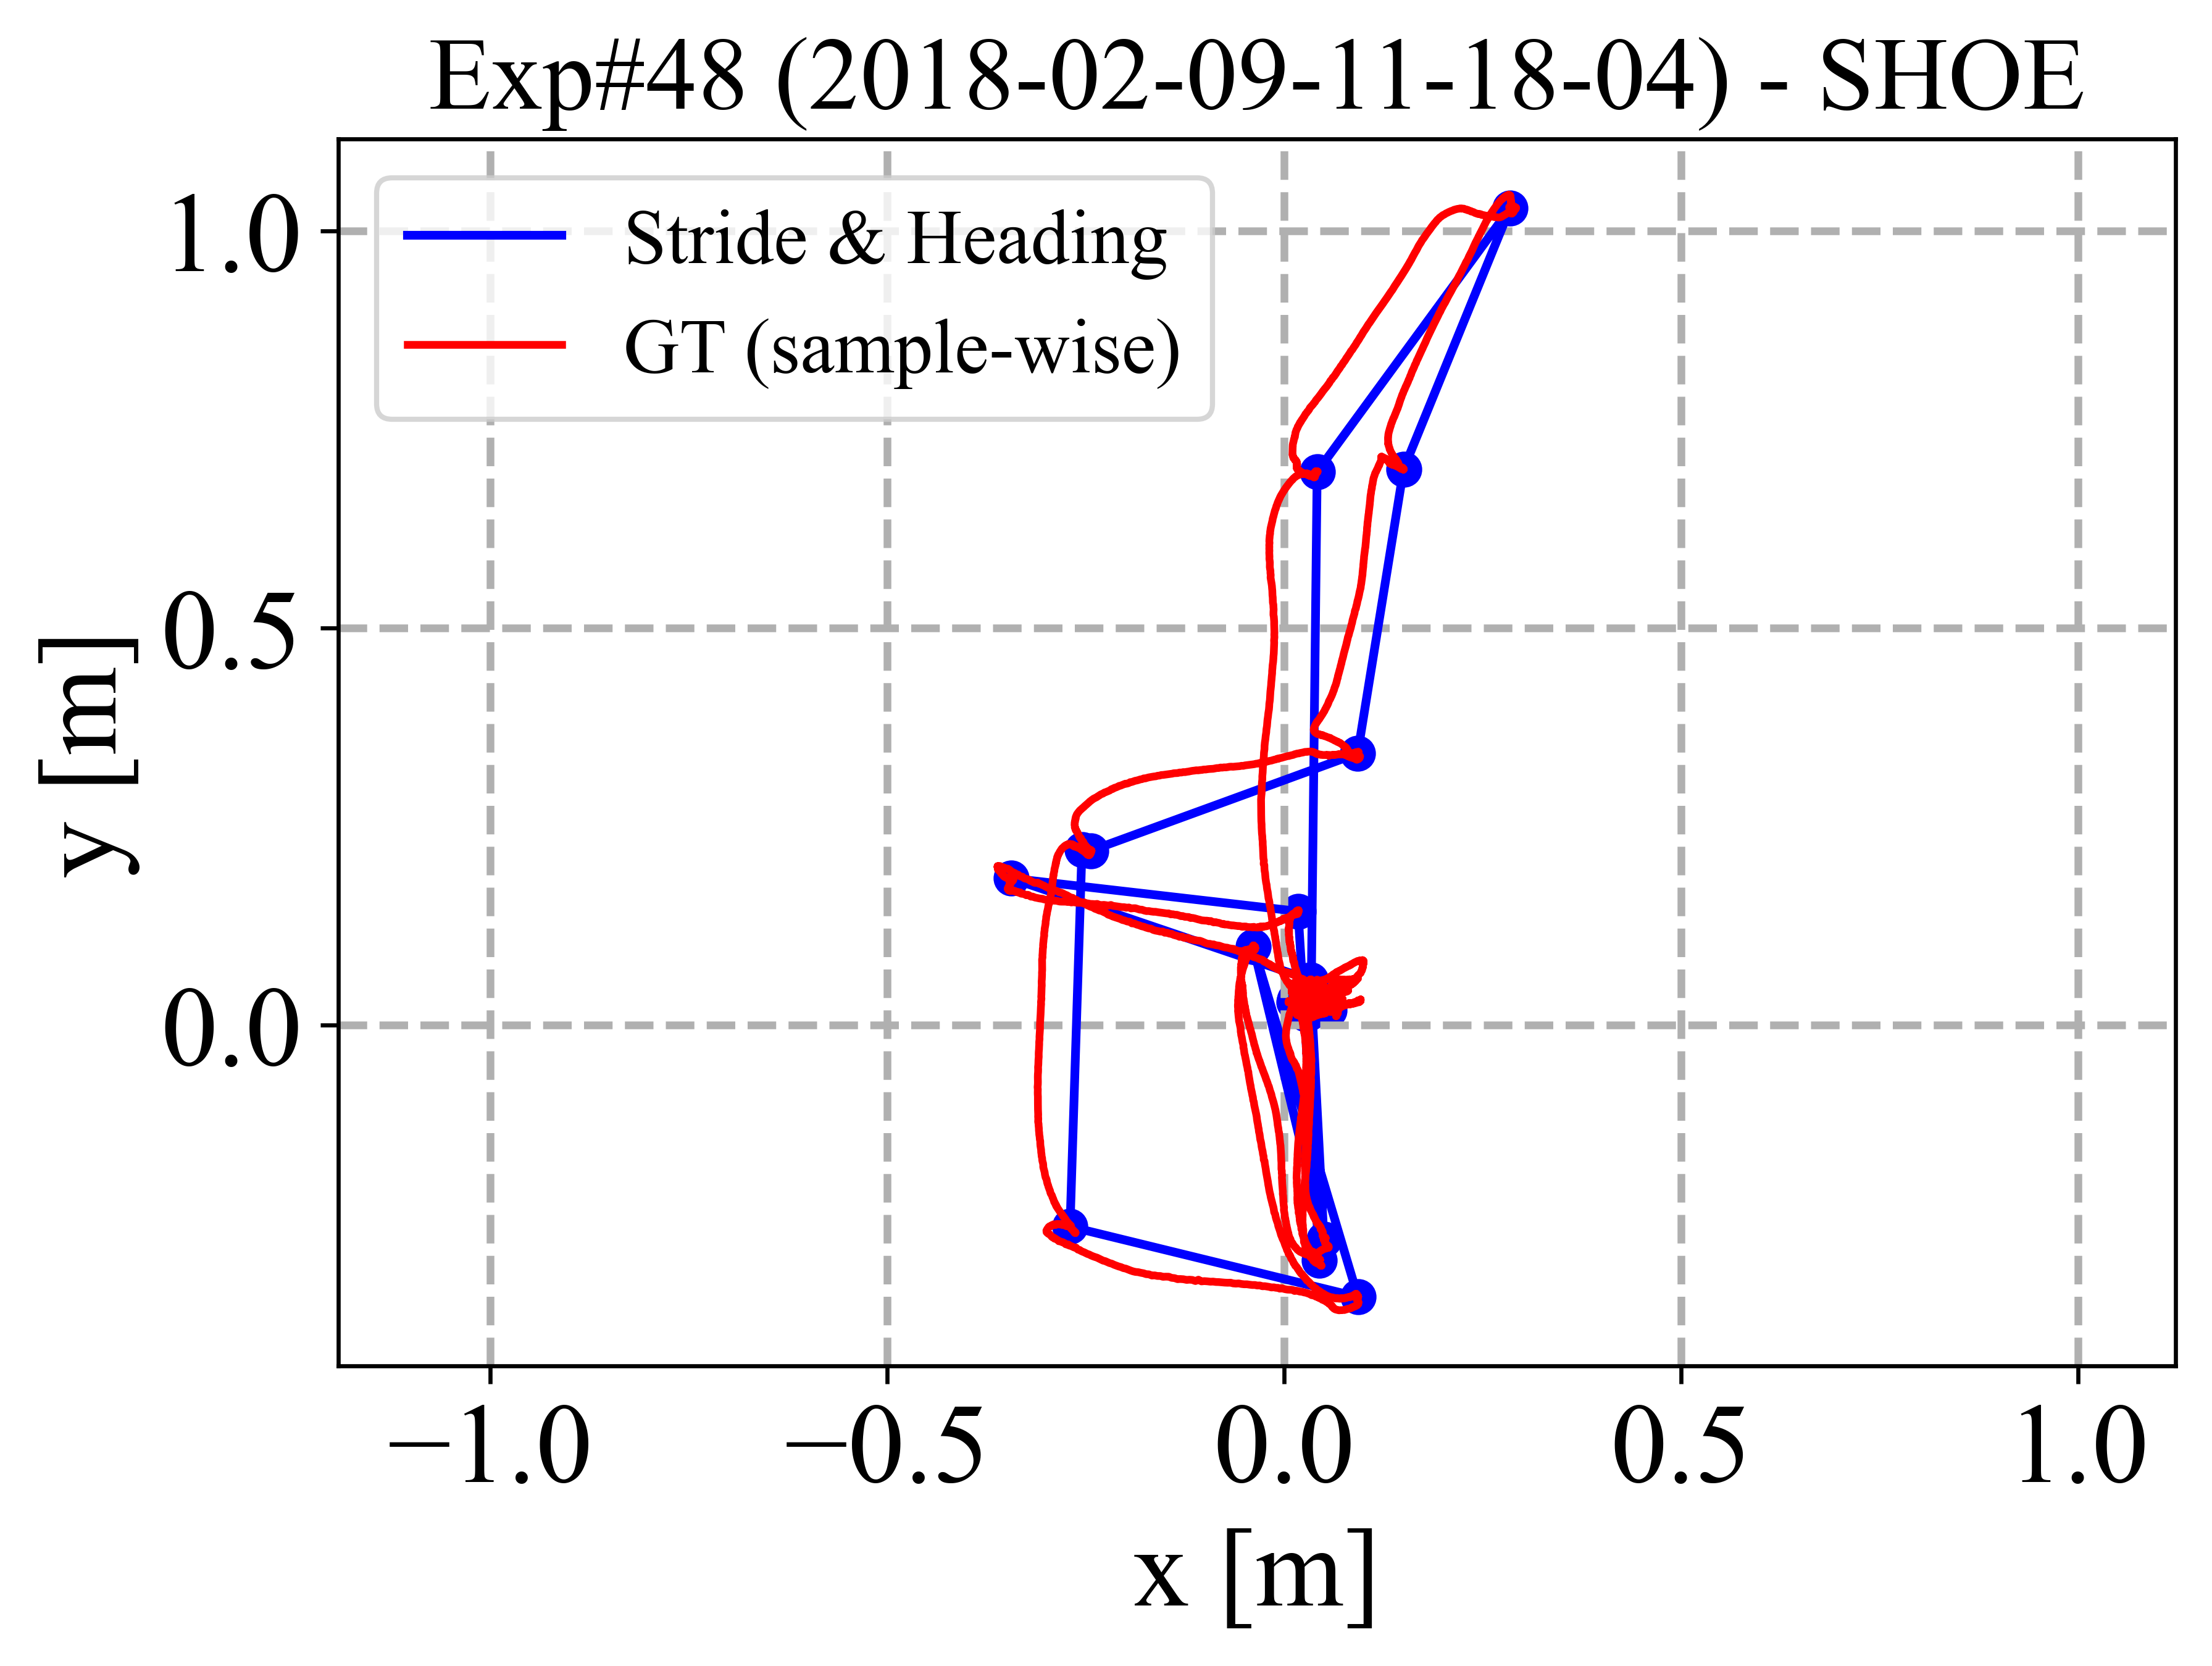 Exp#48 (2018-02-09-11-18-04) - SHOE
Stride & Heading
GT (sample-wise)
1.0
0.5
0.0
y [m]
−1.0
−0.5
0.0
0.5
1.0
x [m]